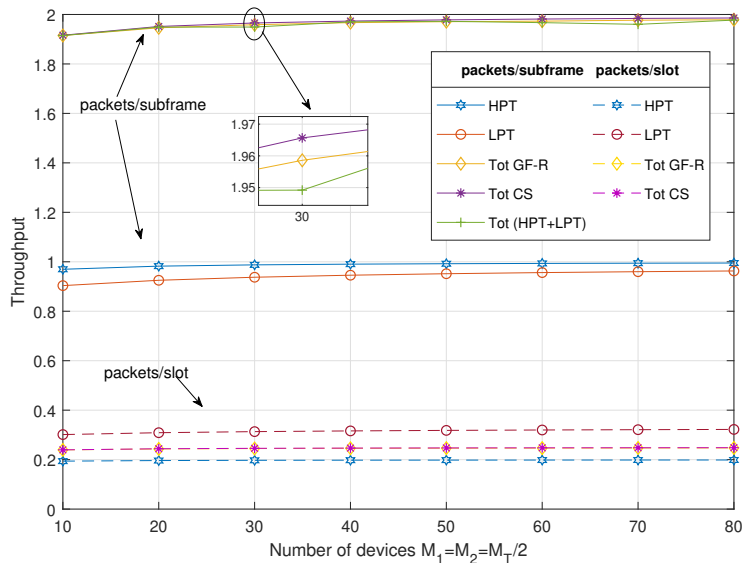 2
1.8
1.6
1.4
1.2
1
0.8
0.6
0.4
0.2
0
Throughput
packets/subframe
packets/slot
1.97
1.96
1.95
30
packets/subframe packets/slot
HPT HPT
LPT LPT
Tot GF-R Tot GF-R
Tot CS Tot CS
Tot (HPT+LPT)
10 20 30 40 50 60 70 80
Number of devices M₁=M₂=M_T/2